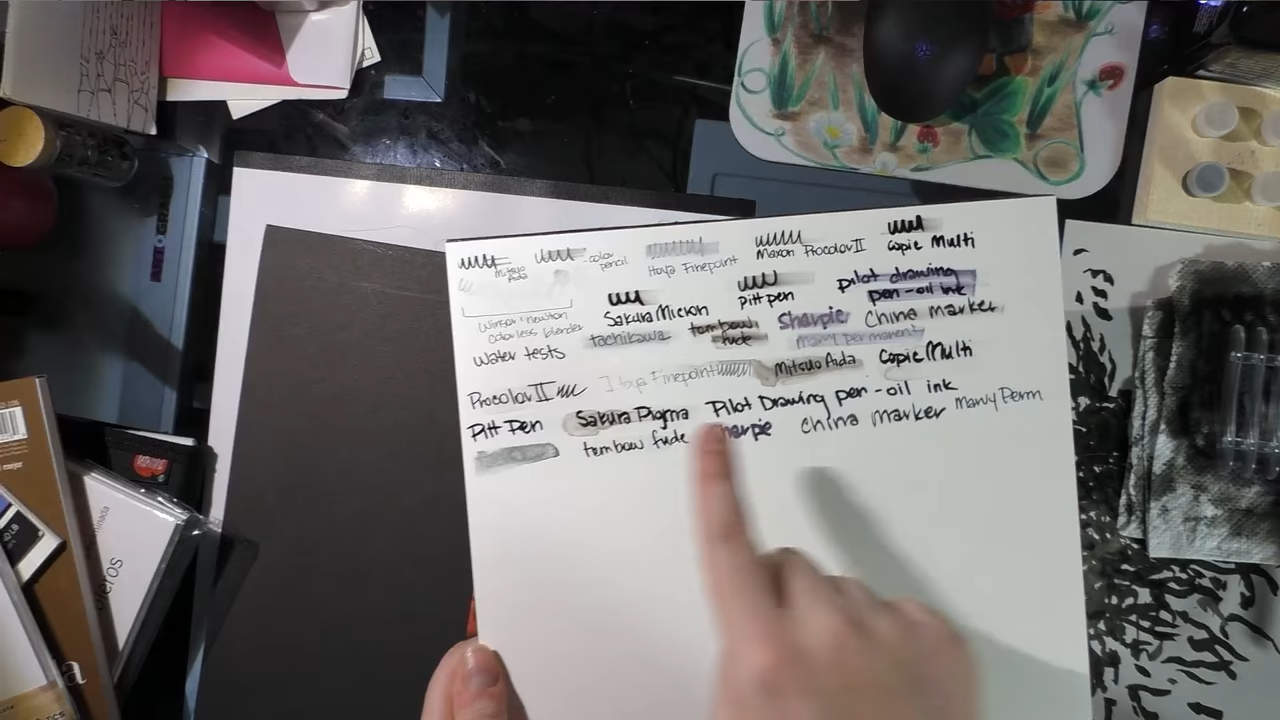 Mitsuo Aida
-color pencil
Hoya Finepoint
Maxon Procolor II
Copic Multi
Winsor newton
colorless blender
Sakura Micron
pitt pen
pilot drawing
pen-oil ink
tachikawa
tombow
fude
Sharpie
China marker
marvy Permanent
Water tests
Procolor II
Hoya Finepoint
Mitsuo Aida
Copic Multi
Pitt Pen
Sakura Pigma
Pilot Drawing pen - oil ink
tombow fude
china marker
Marvy Perm